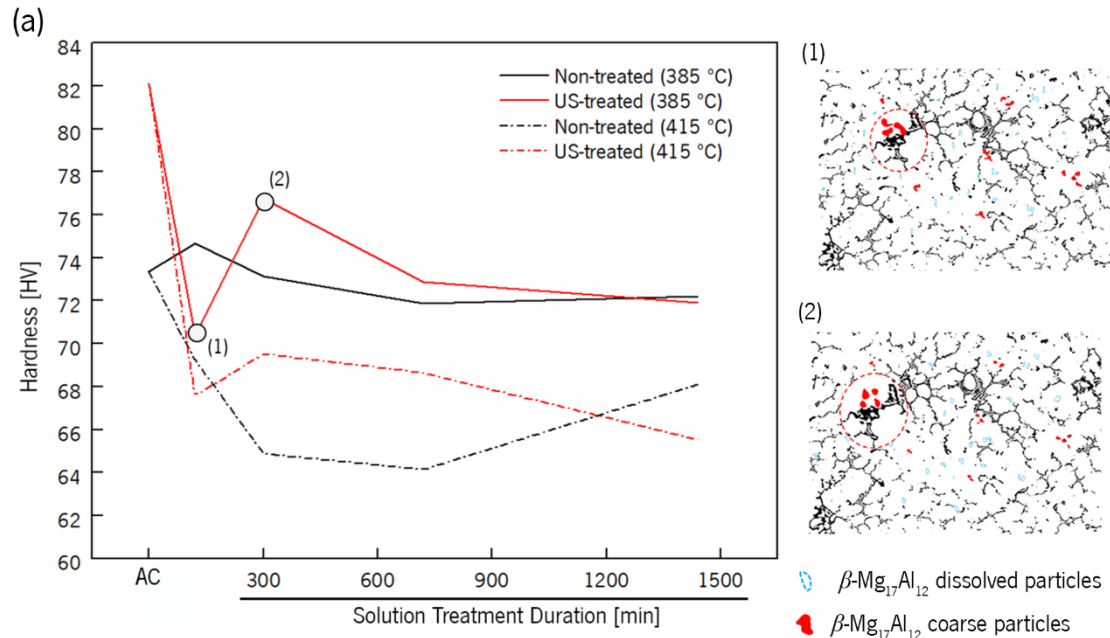 (a)
84
82
80
78
76
74
72
70
68
66
64
62
60
Hardness [HV]
Non-treated (385 °C)
US-treated (385 °C)
Non-treated (415 °C)
US-treated (415 °C)
(2)
(1)
AC
300
600
900
1200
1500
Solution Treatment Duration [min]
(1)
(2)
β-Mg₁₇Al₁₂ dissolved particles
β-Mg₁₇Al₁₂ coarse particles